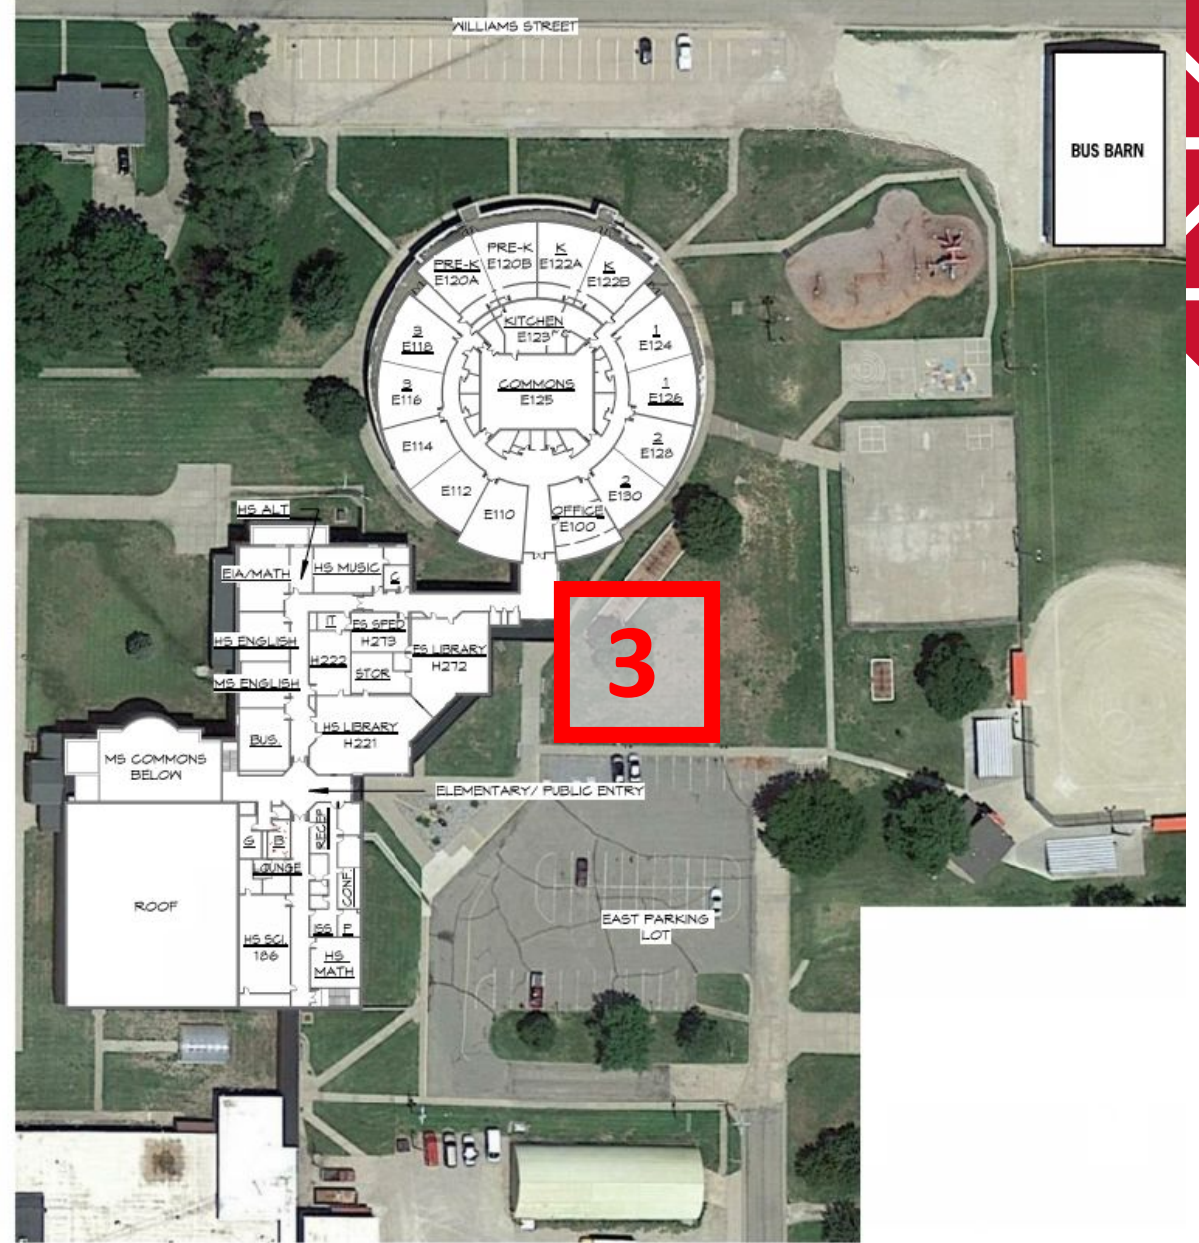 WILLIAMS STREET
BUS BARN
PRE-K
E120A
PRE-K
E120B
K
E122A
K
E122B
KITCHEN
E123
3
E118
1
E124
COMMONS
E125
3
E116
1
E126
E114
2
E128
E112
2
E130
E110
OFFICE
E100
HS ALT
EIA/MATH
HS MUSIC
C
IT
ES SPED
H273
HS ENGLISH
ES LIBRARY
H272
H222
STOR
MS ENGLISH
3
HS LIBRARY
H221
BUS.
MS COMMONS
BELOW
ELEMENTARY/ PUBLIC ENTRY
RECEP
G
B
LOUNGE
CONF.
ROOF
EAST PARKING
LOT
ISS
P
HS SCI.
186
HS
MATH